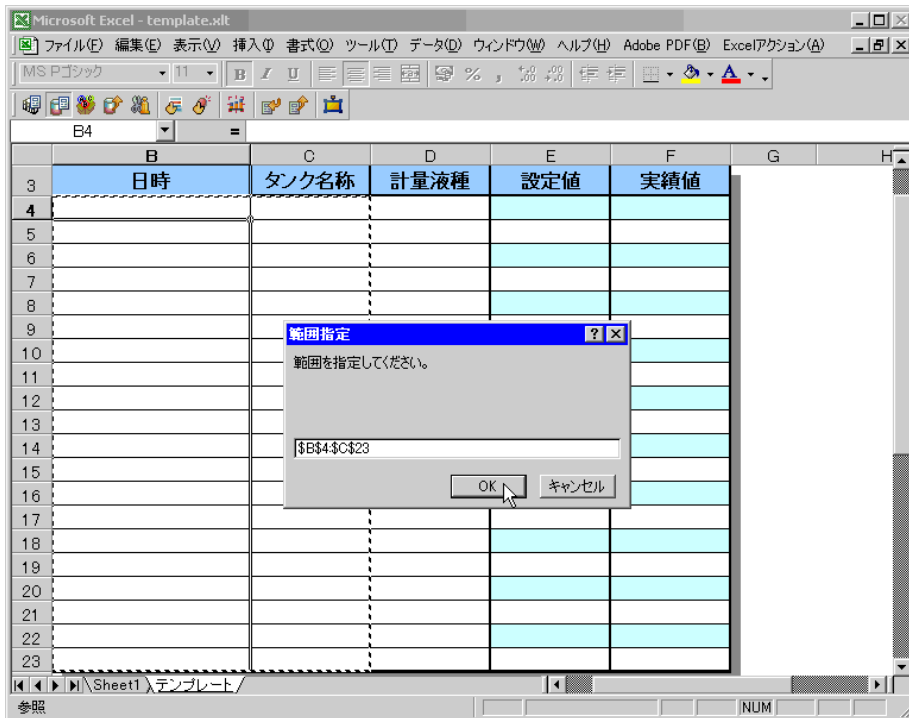 Microsoft Excel - template.xlt
ファイル(F) 編集(E) 表示(V) 挿入(I) 書式(O) ツール(T) データ(D) ウィンドウ(W) ヘルプ(H) Adobe PDF(B) Excelアクション(A)
MS Pゴシック 11 B I U % , .0 .00 .00 .0 A
B4 =
B C D E F G H
3 日時 タンク名称 計量液種 設定値 実績値
4
5
6
7
8
9
範囲指定 ? ×
10
範囲を指定してください。
11
12
13
14 $B$4:$C$23
15
16 OK キャンセル
17
18
19
20
21
22
23
Sheet1 テンプレート
参照 NUM